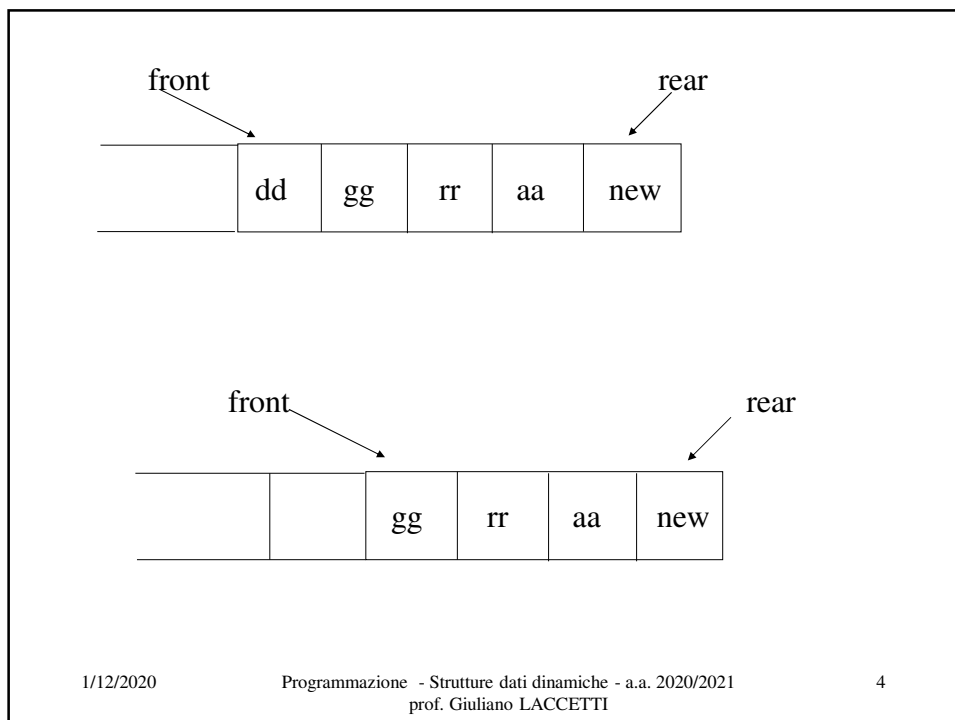 front rear
dd gg rr aa new
front rear
gg rr aa new
1/12/2020 Programmazione - Strutture dati dinamiche - a.a. 2020/2021 4
prof. Giuliano LACCETTI